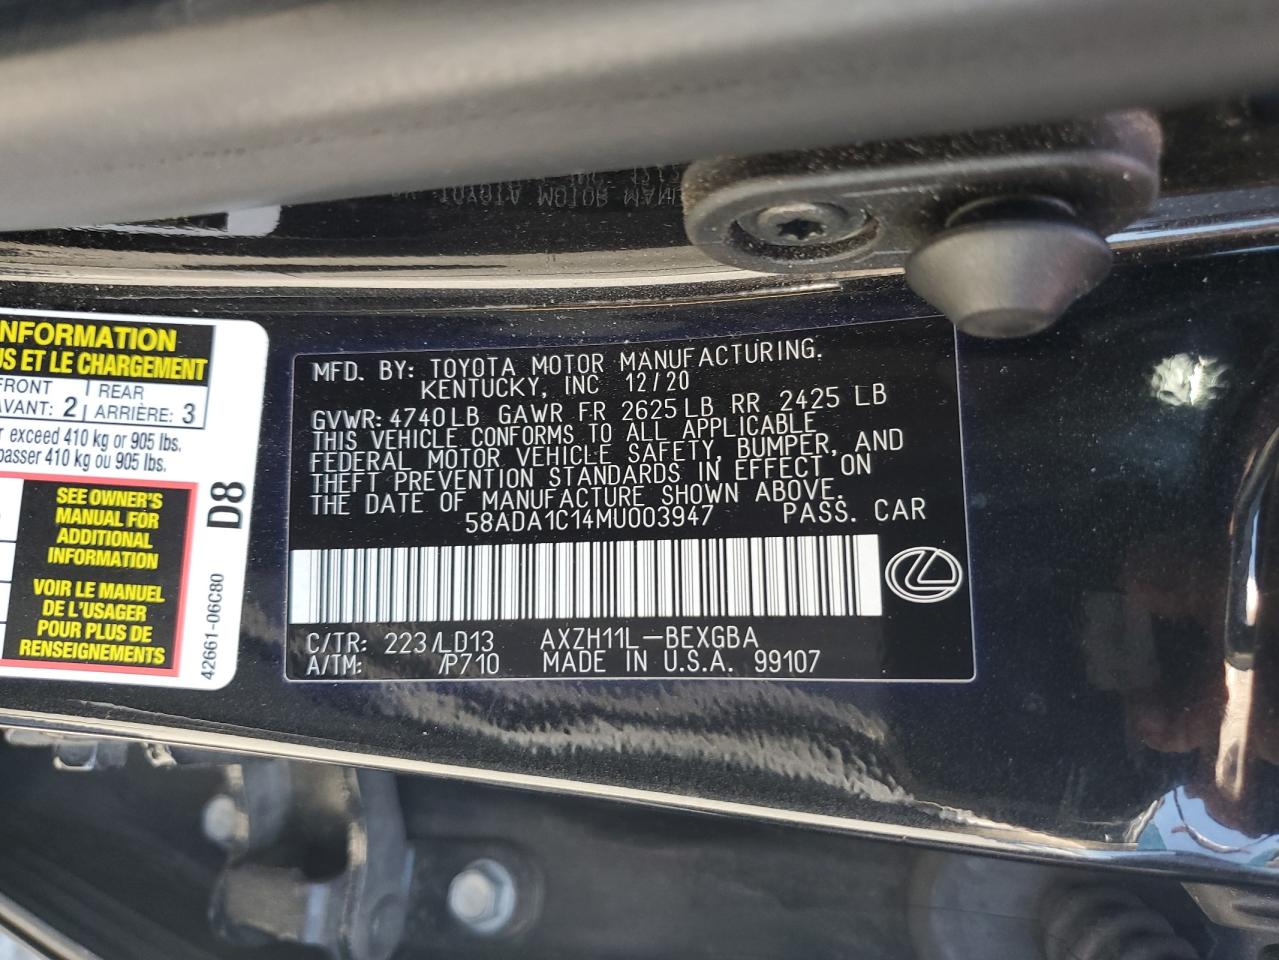 NFORMATION
US ET LE CHARGEMENT
FRONT REAR
AVANT: 2 ARRIÈRE: 3
r exceed 410 kg or 905 lbs.
passer 410 kg ou 905 lbs.
SEE OWNER'S
MANUAL FOR
ADDITIONAL
INFORMATION
VOIR LE MANUEL
DE L'USAGER
POUR PLUS DE
RENSEIGNEMENTS
D8
42661-06C80
MFD. BY: TOYOTA MOTOR MANUFACTURING.
KENTUCKY, INC 12/20
GVWR: 4740LB GAWR FR 2625LB RR 2425 LB
THIS VEHICLE CONFORMS TO ALL APPLICABLE
FEDERAL MOTOR VEHICLE SAFETY, BUMPER, AND
THEFT PREVENTION STANDARDS IN EFFECT ON
THE DATE OF MANUFACTURE SHOWN ABOVE.
58ADA1C14MU003947 PASS. CAR
C/TR: 223/LD13 AXZH11L-BEXGBA
A/TM: /P710 MADE IN U.S.A. 99107